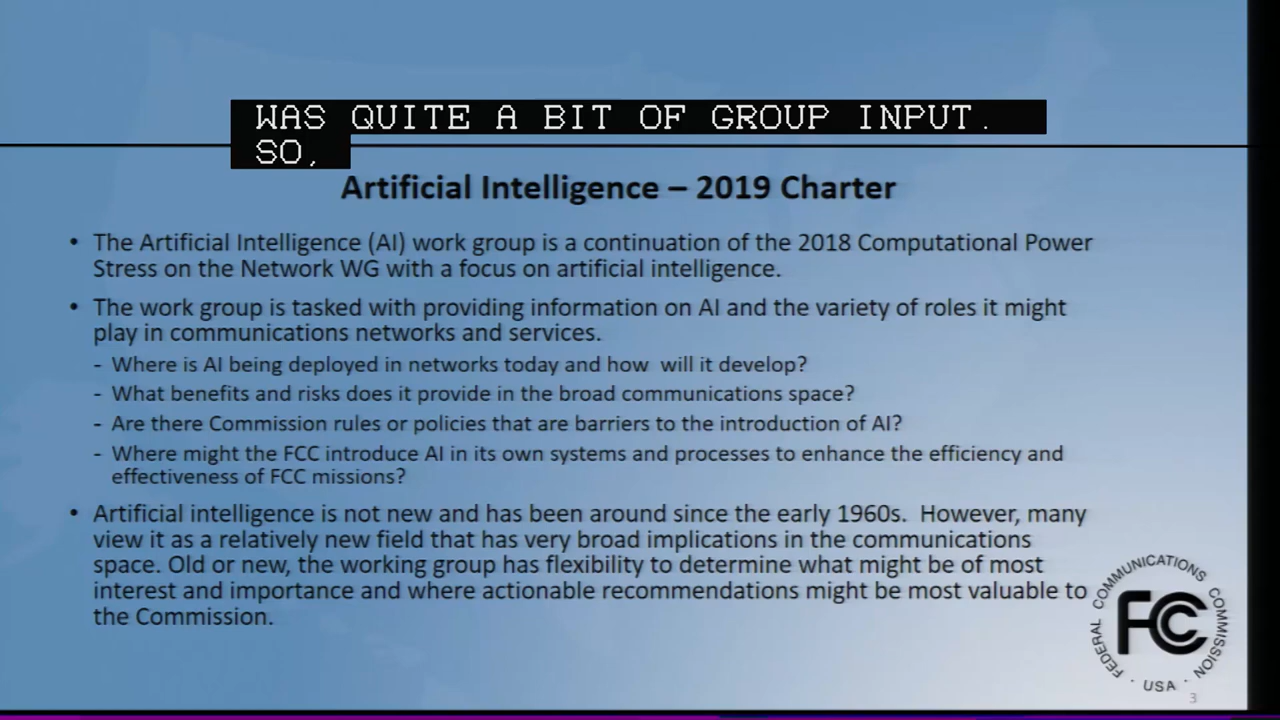 WAS QUITE A BIT OF GROUP INPUT.
SO,
Artificial Intelligence – 2019 Charter
• The Artificial Intelligence (AI) work group is a continuation of the 2018 Computational Power
Stress on the Network WG with a focus on artificial intelligence.
• The work group is tasked with providing information on AI and the variety of roles it might
play in communications networks and services.
- Where is AI being deployed in networks today and how  will it develop?
- What benefits and risks does it provide in the broad communications space?
- Are there Commission rules or policies that are barriers to the introduction of AI?
- Where might the FCC introduce AI in its own systems and processes to enhance the efficiency and
effectiveness of FCC missions?
• Artificial intelligence is not new and has been around since the early 1960s.  However, many
view it as a relatively new field that has very broad implications in the communications
space. Old or new, the working group has flexibility to determine what might be of most
interest and importance and where actionable recommendations might be most valuable to
the Commission.
FEDERAL COMMUNICATIONS COMMISSION
FCC
· USA ·
3